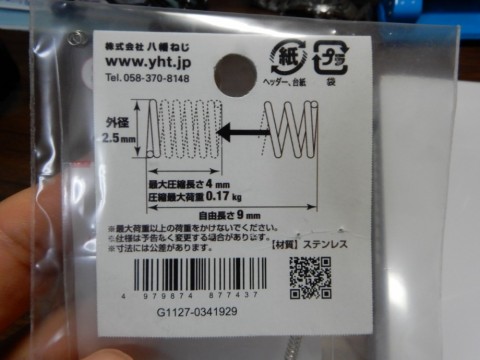 株式会社 八幡ねじ
www.yht.jp
Tel. 058-370-8148
紙
ヘッダー、台紙
プラ
袋
外径
2.5mm
最大圧縮長さ4 mm
圧縮最大荷重0.17kg
自由長さ9 mm
※最大荷重以上の荷重をかけないでください。
※仕様は予告なく変更する場合があります。
※寸法には公差があります。
【材質】ステンレス
4 979874 877437
G1127-0341929